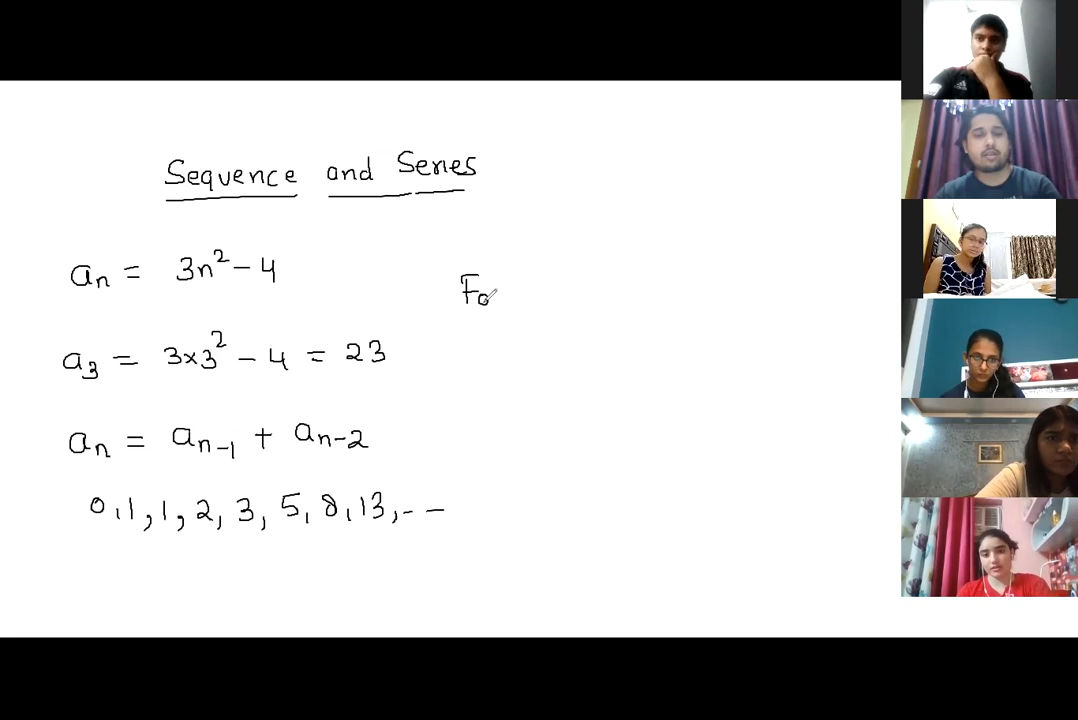 Sequence and Series
aₙ = 3n² - 4
Fo
a₃ = 3×3² - 4 = 23
aₙ = aₙ₋₁ + aₙ₋₂
0,1,1,2,3,5,8,13,--